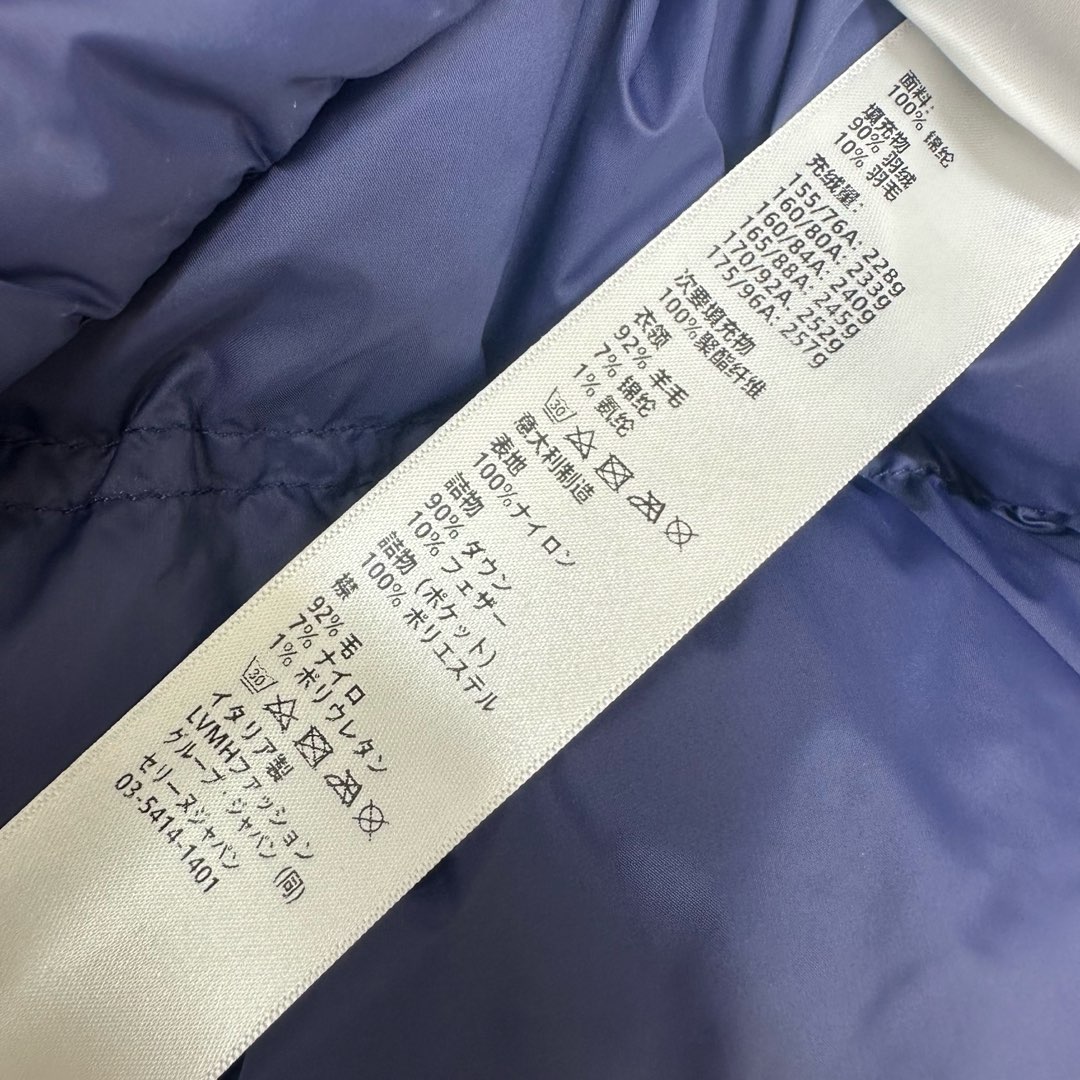 面料:
100% 锦纶
填充物
90% 羽绒
10% 羽毛
充绒量:
155/76A: 228g
160/80A: 233g
160/84A: 240g
165/88A: 245g
170/92A: 252g
175/96A: 257g
次要填充物
100%聚酯纤维
衣领
92% 羊毛
7% 锦纶
1% 氨纶
30
意大利制造
表地
100%ナイロン
詰物
90% ダウン
10% フェザー
詰物 (ポケット)
100% ポリエステル
襟
92% 毛
7% ナイロ
1% ポリウレタン
30
イタリア製
LVMHファッション
グループ・ジャパン (同)
セリーヌジャパン
03-5414-1401